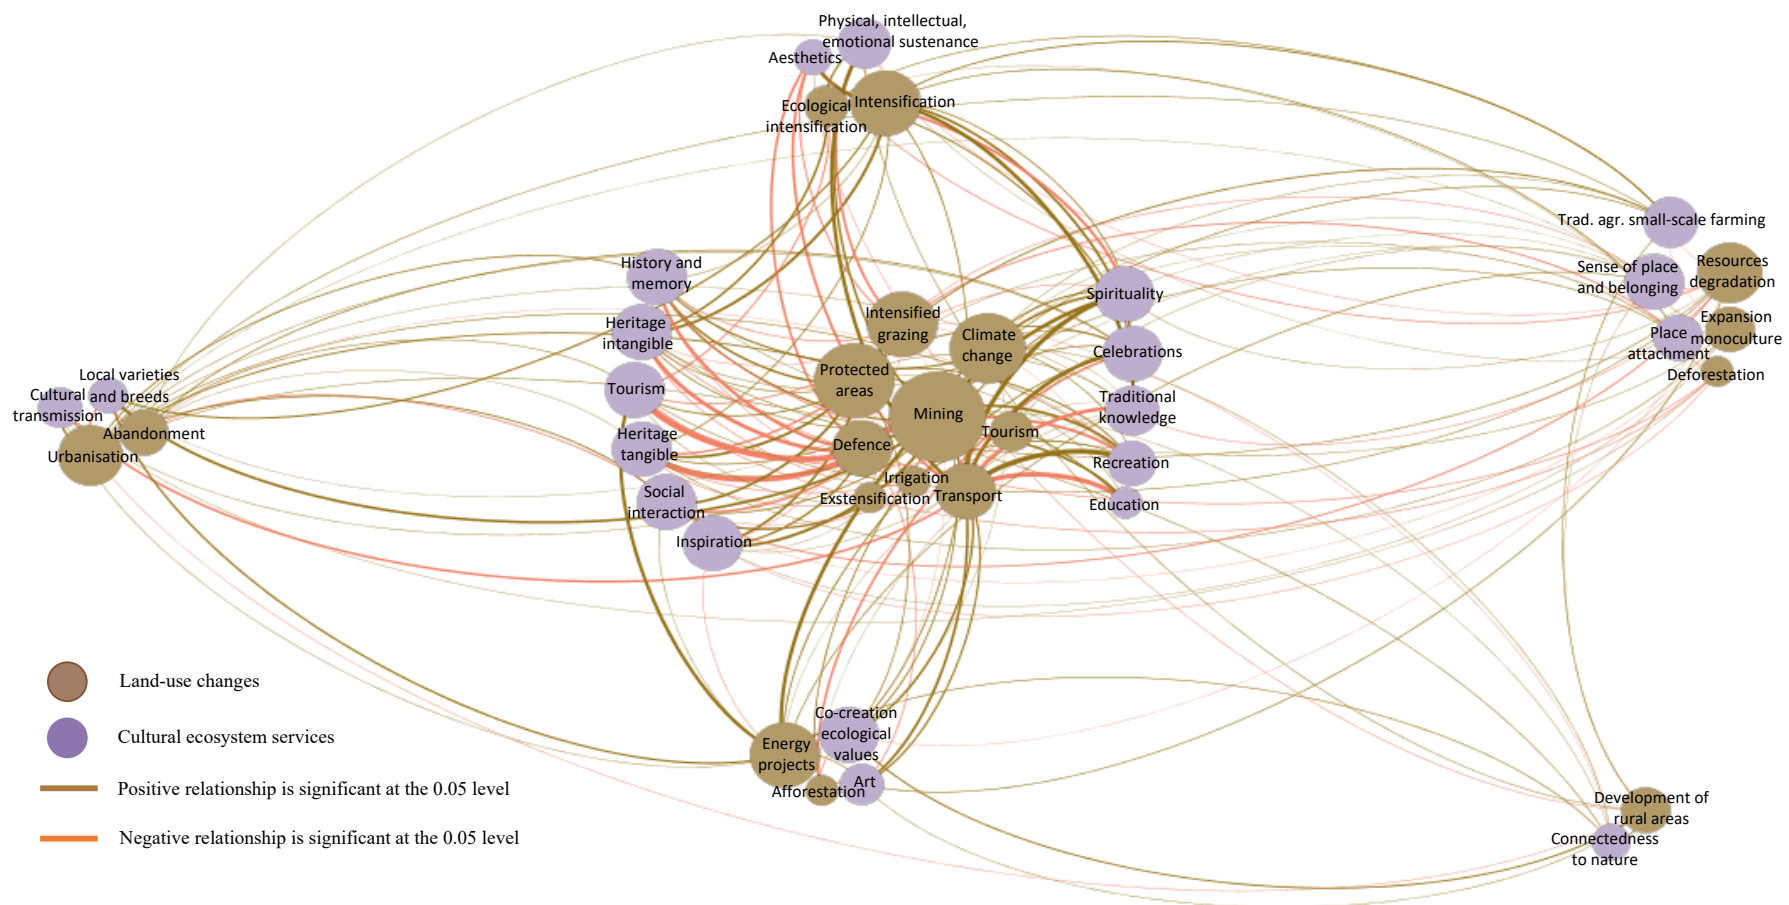 Physical, intellectual,
emotional sustenance
Aesthetics
Ecological
intensification
Intensification
Trad. agr. small-scale farming
Sense of place
and belonging
Resources
degradation
Expansion
monoculture
Place
attachment
Deforestation
History and
memory
Heritage
intangible
Tourism
Heritage
tangible
Social
interaction
Inspiration
Intensified
grazing
Climate
change
Protected
areas
Mining
Tourism
Defence
Irrigation
Exstensification
Transport
Spirituality
Celebrations
Traditional
knowledge
Recreation
Education
Local varieties
and breeds
Cultural
transmission
Abandonment
Urbanisation
Co-creation
ecological
values
Energy
projects
Afforestation
Art
Development of
rural areas
Connectedness
to nature
Land-use changes
Cultural ecosystem services
Positive relationship is significant at the 0.05 level
Negative relationship is significant at the 0.05 level